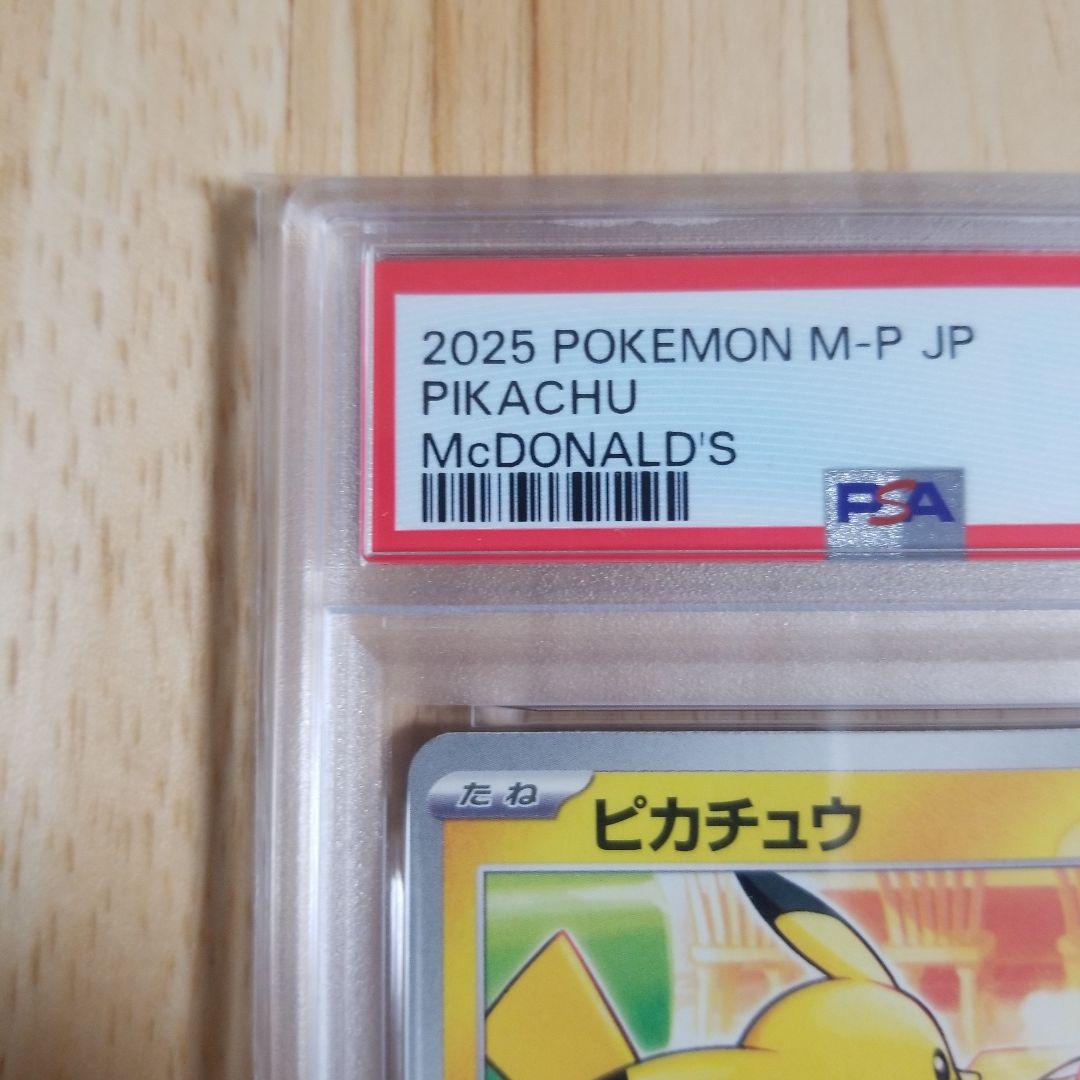 2025 POKEMON M-P JP
PIKACHU
McDONALD'S
PSA
たね
ピカチュウ